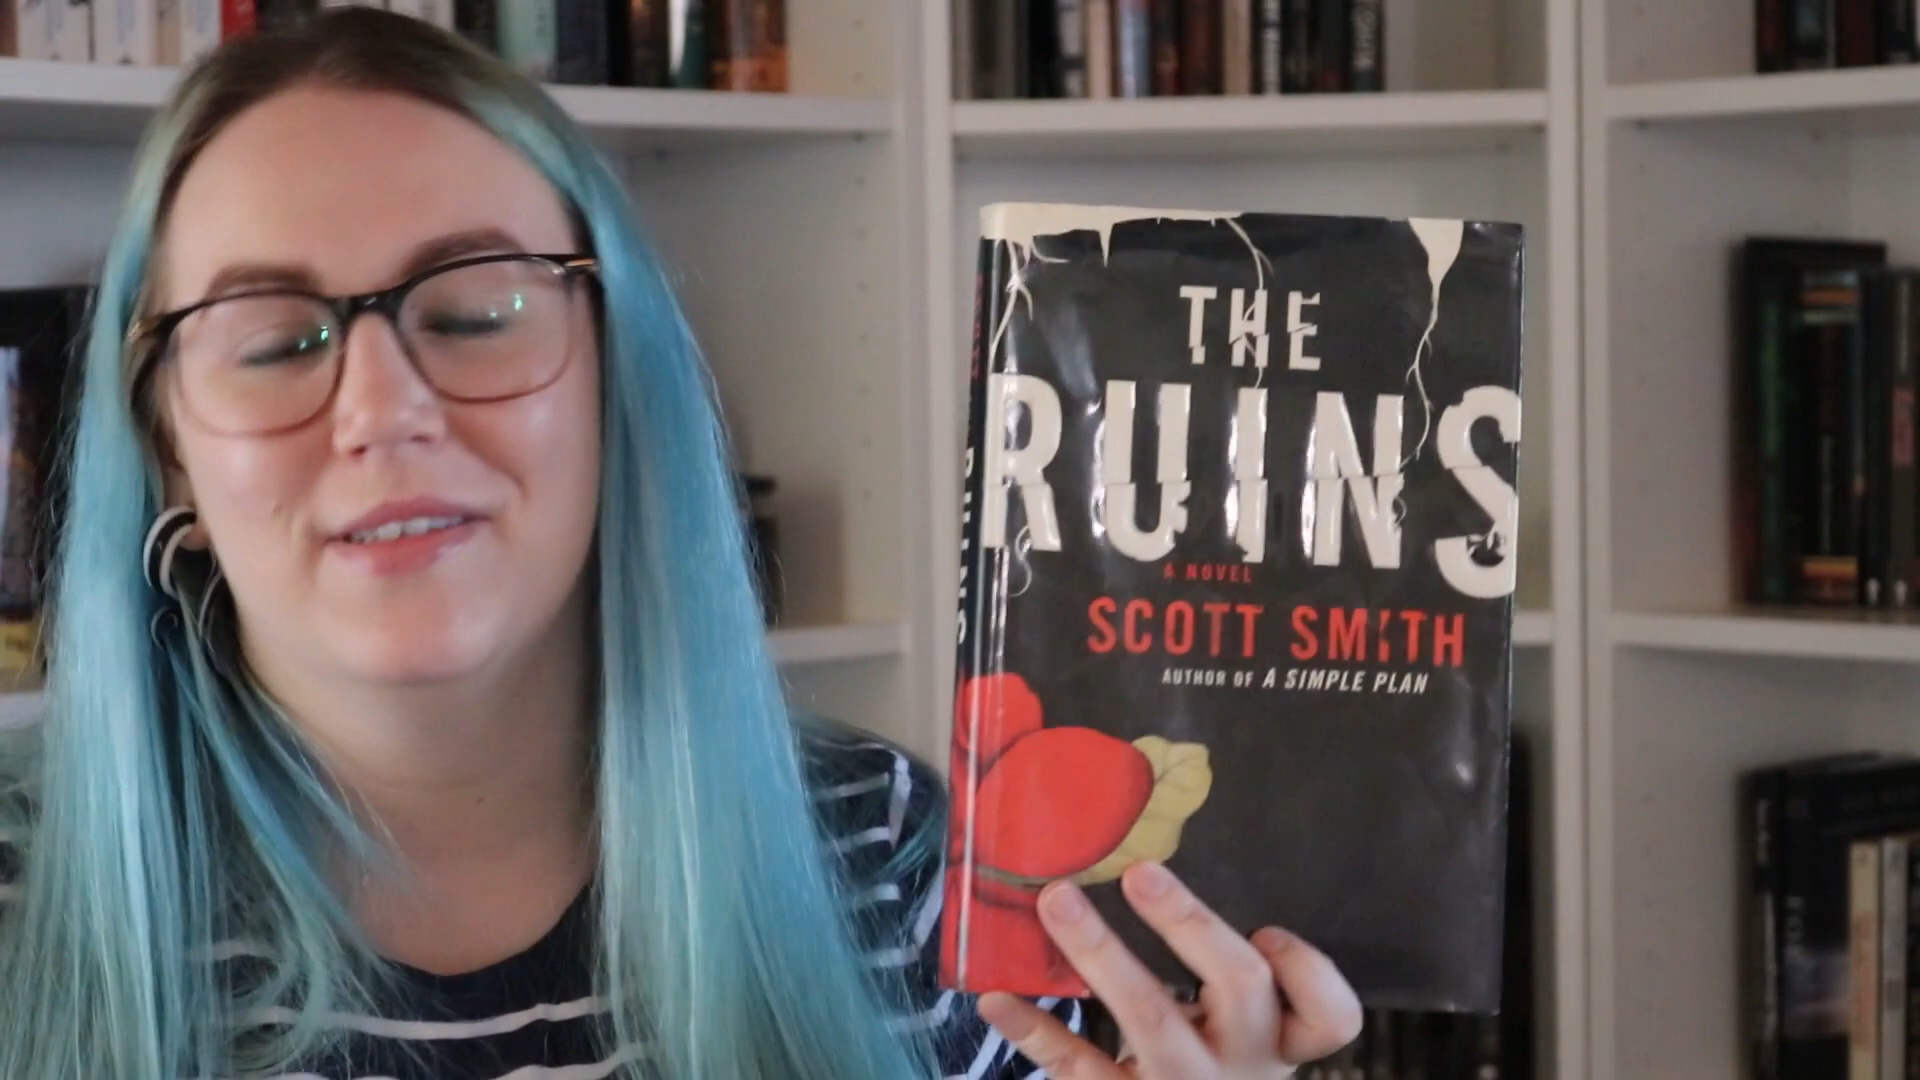 THE
RUINS
A NOVEL
SCOTT SMITH
AUTHOR OF A SIMPLE PLAN